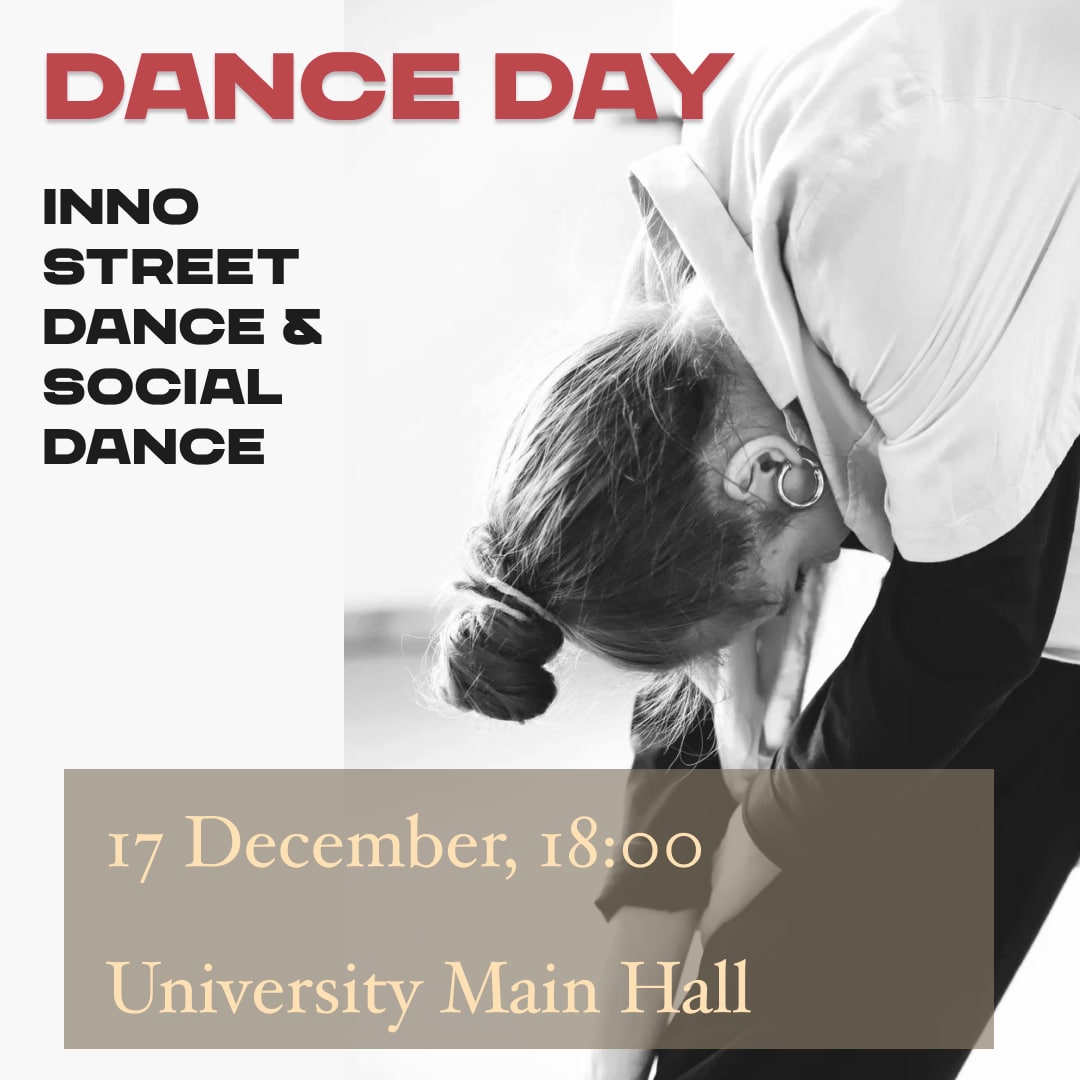 DANCE DAY
INNO
STREET
DANCE &
SOCIAL
DANCE
17 December, 18:00
University Main Hall